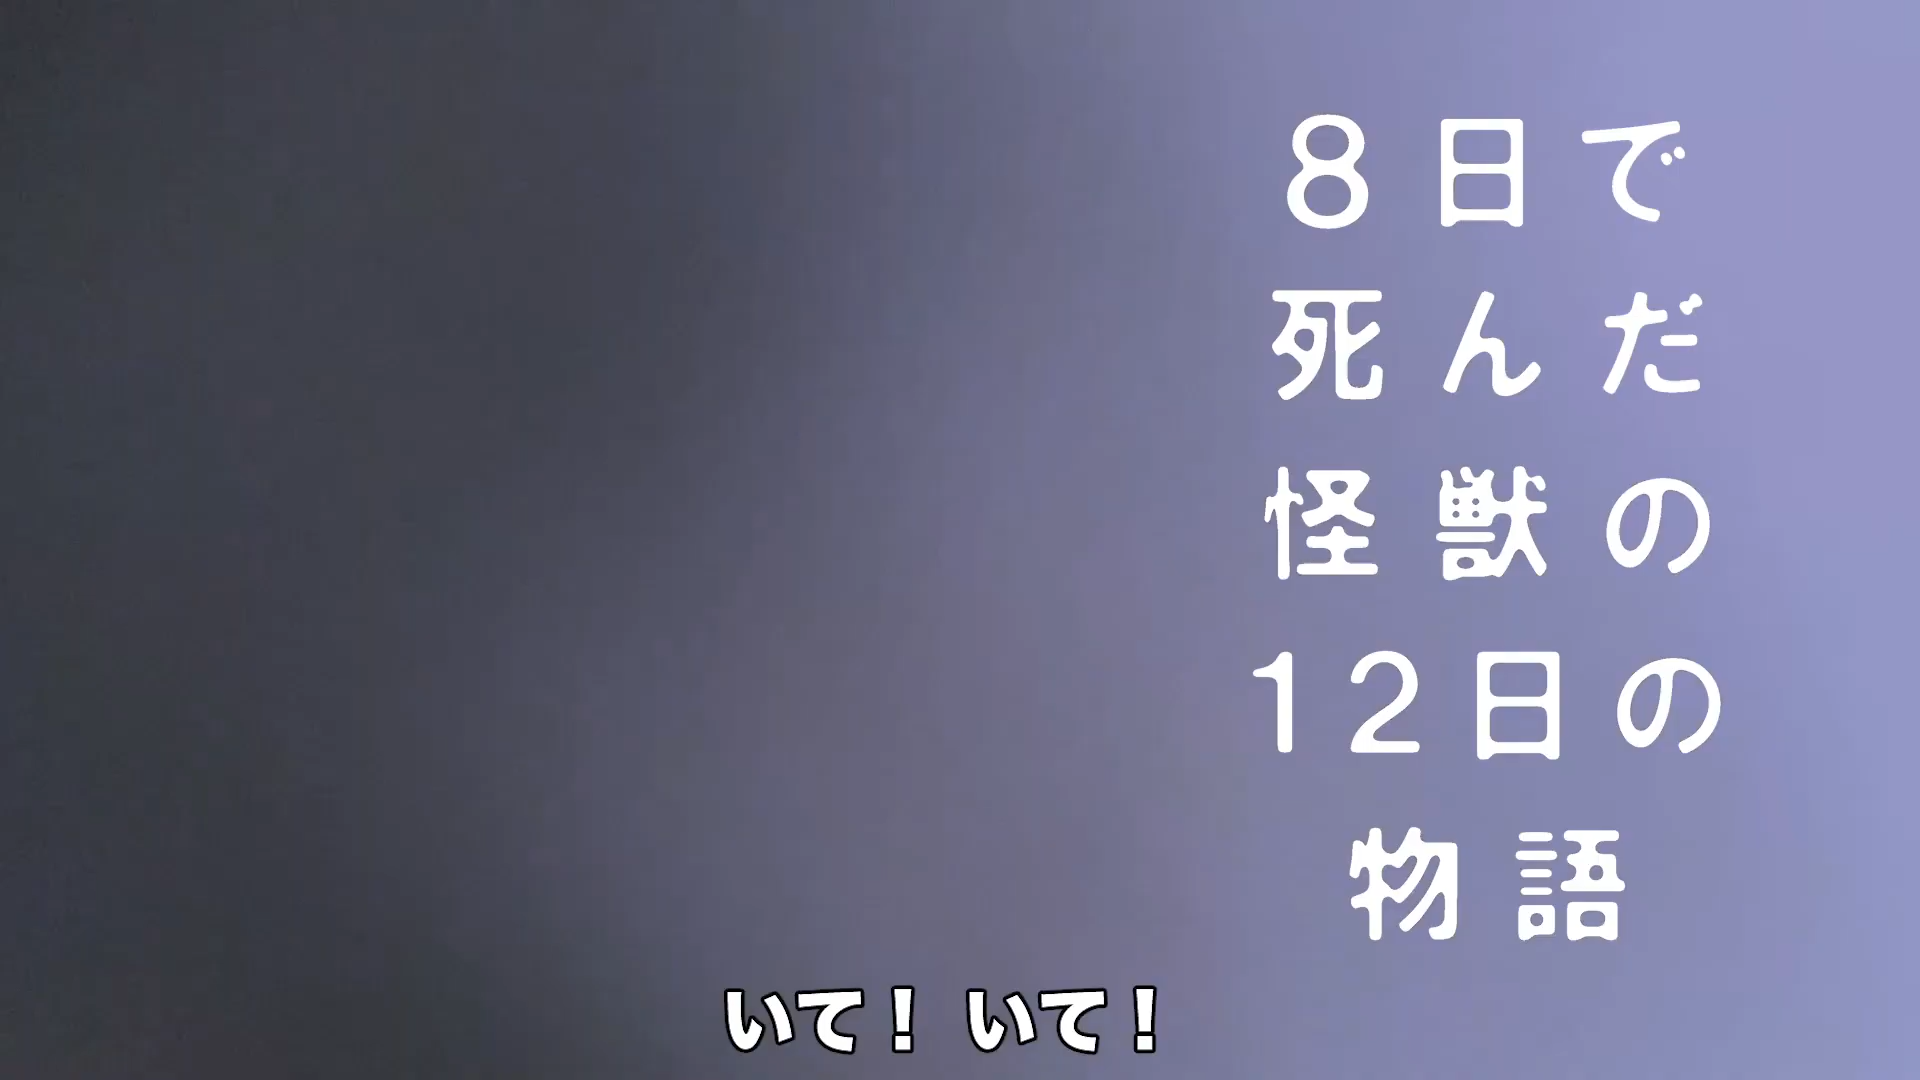 8日で
死んだ
怪獣の
12日の
物語
いて！ いて！